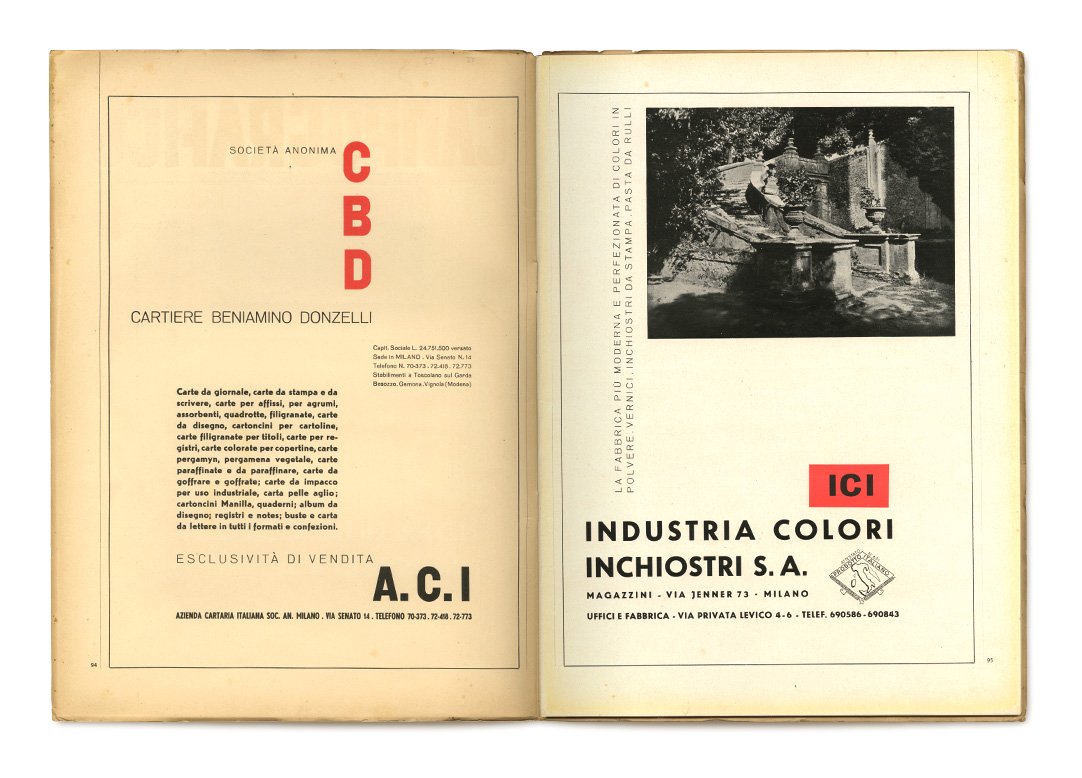 SOCIETÀ ANONIMA
C
B
D
CARTIERE BENIAMINO DONZELLI
Capit. Sociale L. 24.751.500 versato
Sede in MILANO . Via Senato N. 14
Telefono N. 70-373 . 72-418 . 72.773
Stabilimenti a Toscolano sul Garda
Besozzo. Gemona . Vignola (Modena)
Carte da giornale, carte da stampa e da
scrivere, carte per affissi, per agrumi,
assorbenti, quadrotte, filigranate, carte
da disegno, cartoncini per cartoline,
carte filigranate per titoli, carte per re-
gistri, carte colorate per copertine, carte
pergamyn, pergamena vegetale, carte
paraffinate e da paraffinare, carte da
goffrare e goffrate; carte da impacco
per uso industriale, carta pelle aglio;
cartoncini Manilla, quaderni; album da
disegno; registri e notes; buste e carta
da lettere in tutti i formati e confezioni.
ESCLUSIVITÀ DI VENDITA
A.C.I
AZIENDA CARTARIA ITALIANA SOC. AN. MILANO . VIA SENATO 14 . TELEFONO 70-373 . 72-418 . 72-773
94
LA FABBRICA PIÙ MODERNA E PERFEZIONATA DI COLORI IN
POLVERE.VERNICI.INCHIOSTRI DA STAMPA.PASTA DA RULLI
ICI
INDUSTRIA COLORI
INCHIOSTRI S. A.
PRODOTTO ITALIANO
MAGAZZINI - VIA JENNER 73 - MILANO
UFFICI E FABBRICA - VIA PRIVATA LEVICO 4-6 - TELEF. 690586-690843
95